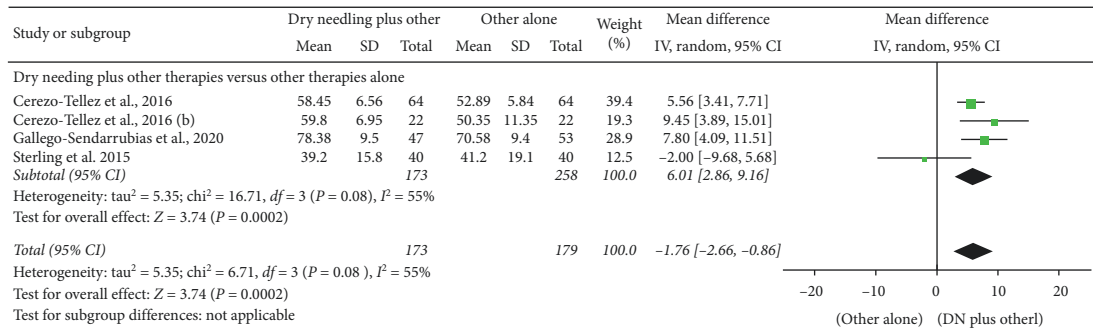 Study or subgroup Dry needling plus other Other alone Weight (%) Mean difference Mean difference
Mean SD Total Mean SD Total IV, random, 95% CI IV, random, 95% CI
Dry needing plus other therapies versus other therapies alone
Cerezo-Tellez et al., 2016 58.45 6.56 64 52.89 5.84 64 39.4 5.56 [3.41, 7.71]
Cerezo-Tellez et al., 2016 (b) 59.8 6.95 22 50.35 11.35 22 19.3 9.45 [3.89, 15.01]
Gallego-Sendarrubias et al., 2020 78.38 9.5 47 70.58 9.4 53 28.9 7.80 [4.09, 11.51]
Sterling et al. 2015 39.2 15.8 40 41.2 19.1 40 12.5 −2.00 [−9.68, 5.68]
Subtotal (95% CI) 173 258 100.0 6.01 [2.86, 9.16]
Heterogeneity: tau² = 5.35; chi² = 16.71, df = 3 (P = 0.08), I² = 55%
Test for overall effect: Z = 3.74 (P = 0.0002)
Total (95% CI) 173 179 100.0 −1.76 [−2.66, −0.86]
Heterogeneity: tau² = 5.35; chi² = 6.71, df = 3 (P = 0.08 ), I² = 55%
Test for overall effect: Z = 3.74 (P = 0.0002)
Test for subgroup differences: not applicable
−20 −10 0 10 20
(Other alone) (DN plus otherl)